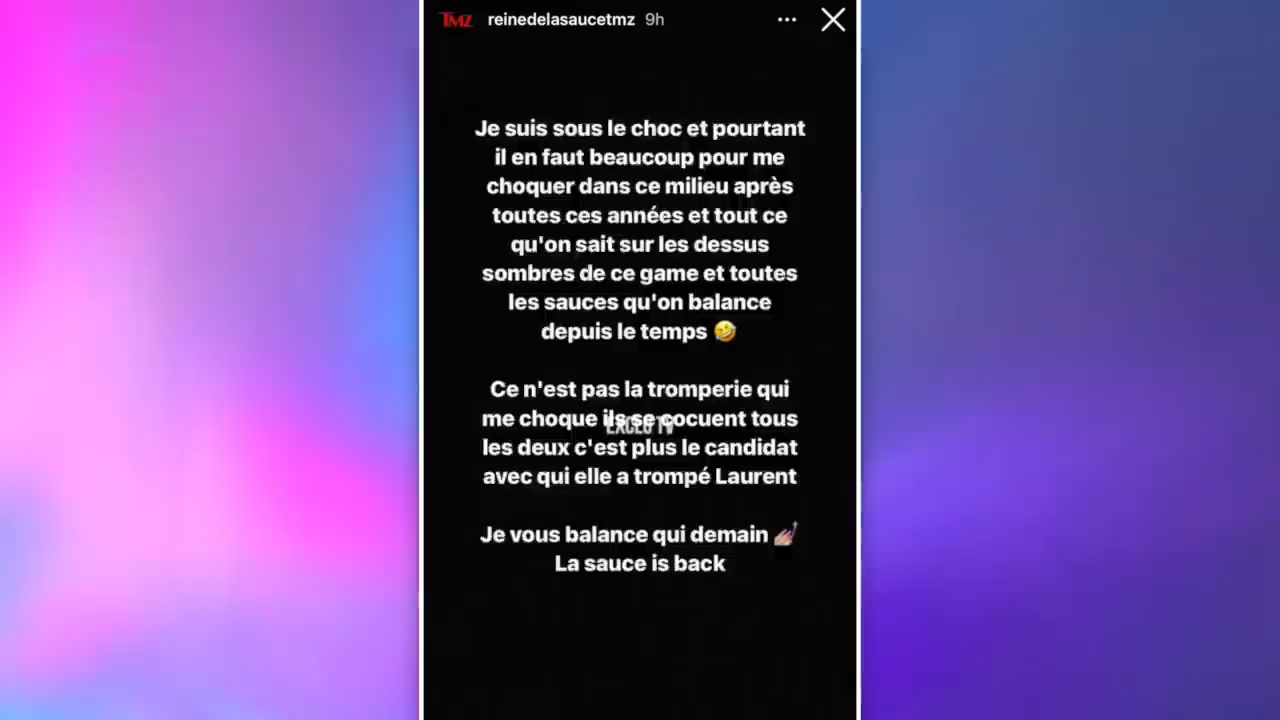 TMZ reinedelasaucetmz 9h
Je suis sous le choc et pourtant
il en faut beaucoup pour me
choquer dans ce milieu après
toutes ces années et tout ce
qu'on sait sur les dessus
sombres de ce game et toutes
les sauces qu'on balance
depuis le temps 🤣
Ce n'est pas la tromperie qui
me choque ils se cocuent tous
EXCLU TV
les deux c'est plus le candidat
avec qui elle a trompé Laurent
Je vous balance qui demain 💅🏼
La sauce is back